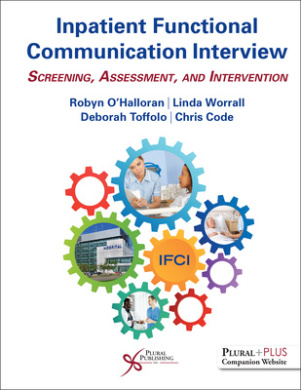 Inpatient Functional
Communication Interview
SCREENING, ASSESSMENT, AND INTERVENTION
Robyn O'Halloran | Linda Worrall
Deborah Toffolo | Chris Code
HOSPITAL
IFCI
PLURAL
PUBLISHING
PLURAL+PLUS
Companion Website